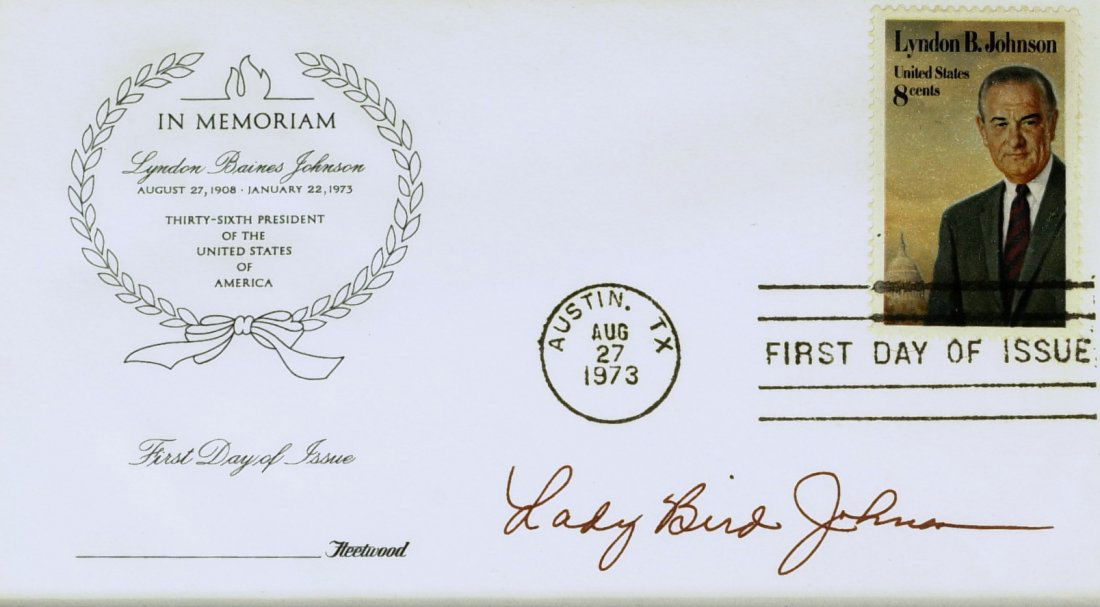 IN MEMORIAM
Lyndon Baines Johnson
AUGUST 27, 1908 · JANUARY 22, 1973
THIRTY-SIXTH PRESIDENT
OF THE
UNITED STATES
OF
AMERICA
First Day of Issue
Fleetwood
Lyndon B. Johnson
United States
8 cents
AUSTIN, TX
AUG
27
1973
FIRST DAY OF ISSUE
Lady Bird Johnson